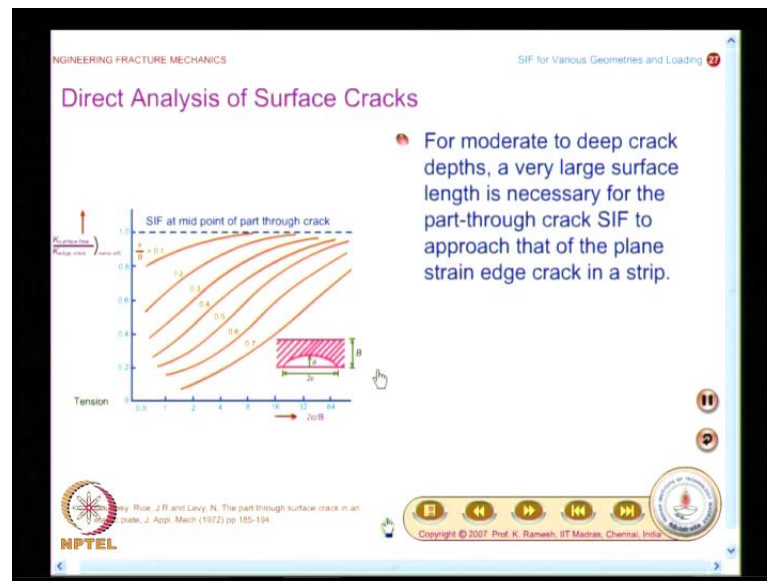 NGINEERING FRACTURE MECHANICS
SIF for Various Geometries and Loading 27
Direct Analysis of Surface Cracks
For moderate to deep crack
depths, a very large surface
length is necessary for the
part-through crack SIF to
approach that of the plane
strain edge crack in a strip.
SIF at mid point of part through crack
1.0
a/B = 0.1
0.8
0.2
0.3
0.6
0.4
0.5
0.4
0.6
0.7
0.2
a
B
2c
Tension
0
0.5 1 2 4 8 16 32 64
2c/B
Rice, J.R and Levy, N. The part through surface crack in an
plate, J. Appl. Mech (1972) pp 185-194.
NPTEL
Copyright © 2007 Prof. K. Ramesh, IIT Madras, Chennai, India